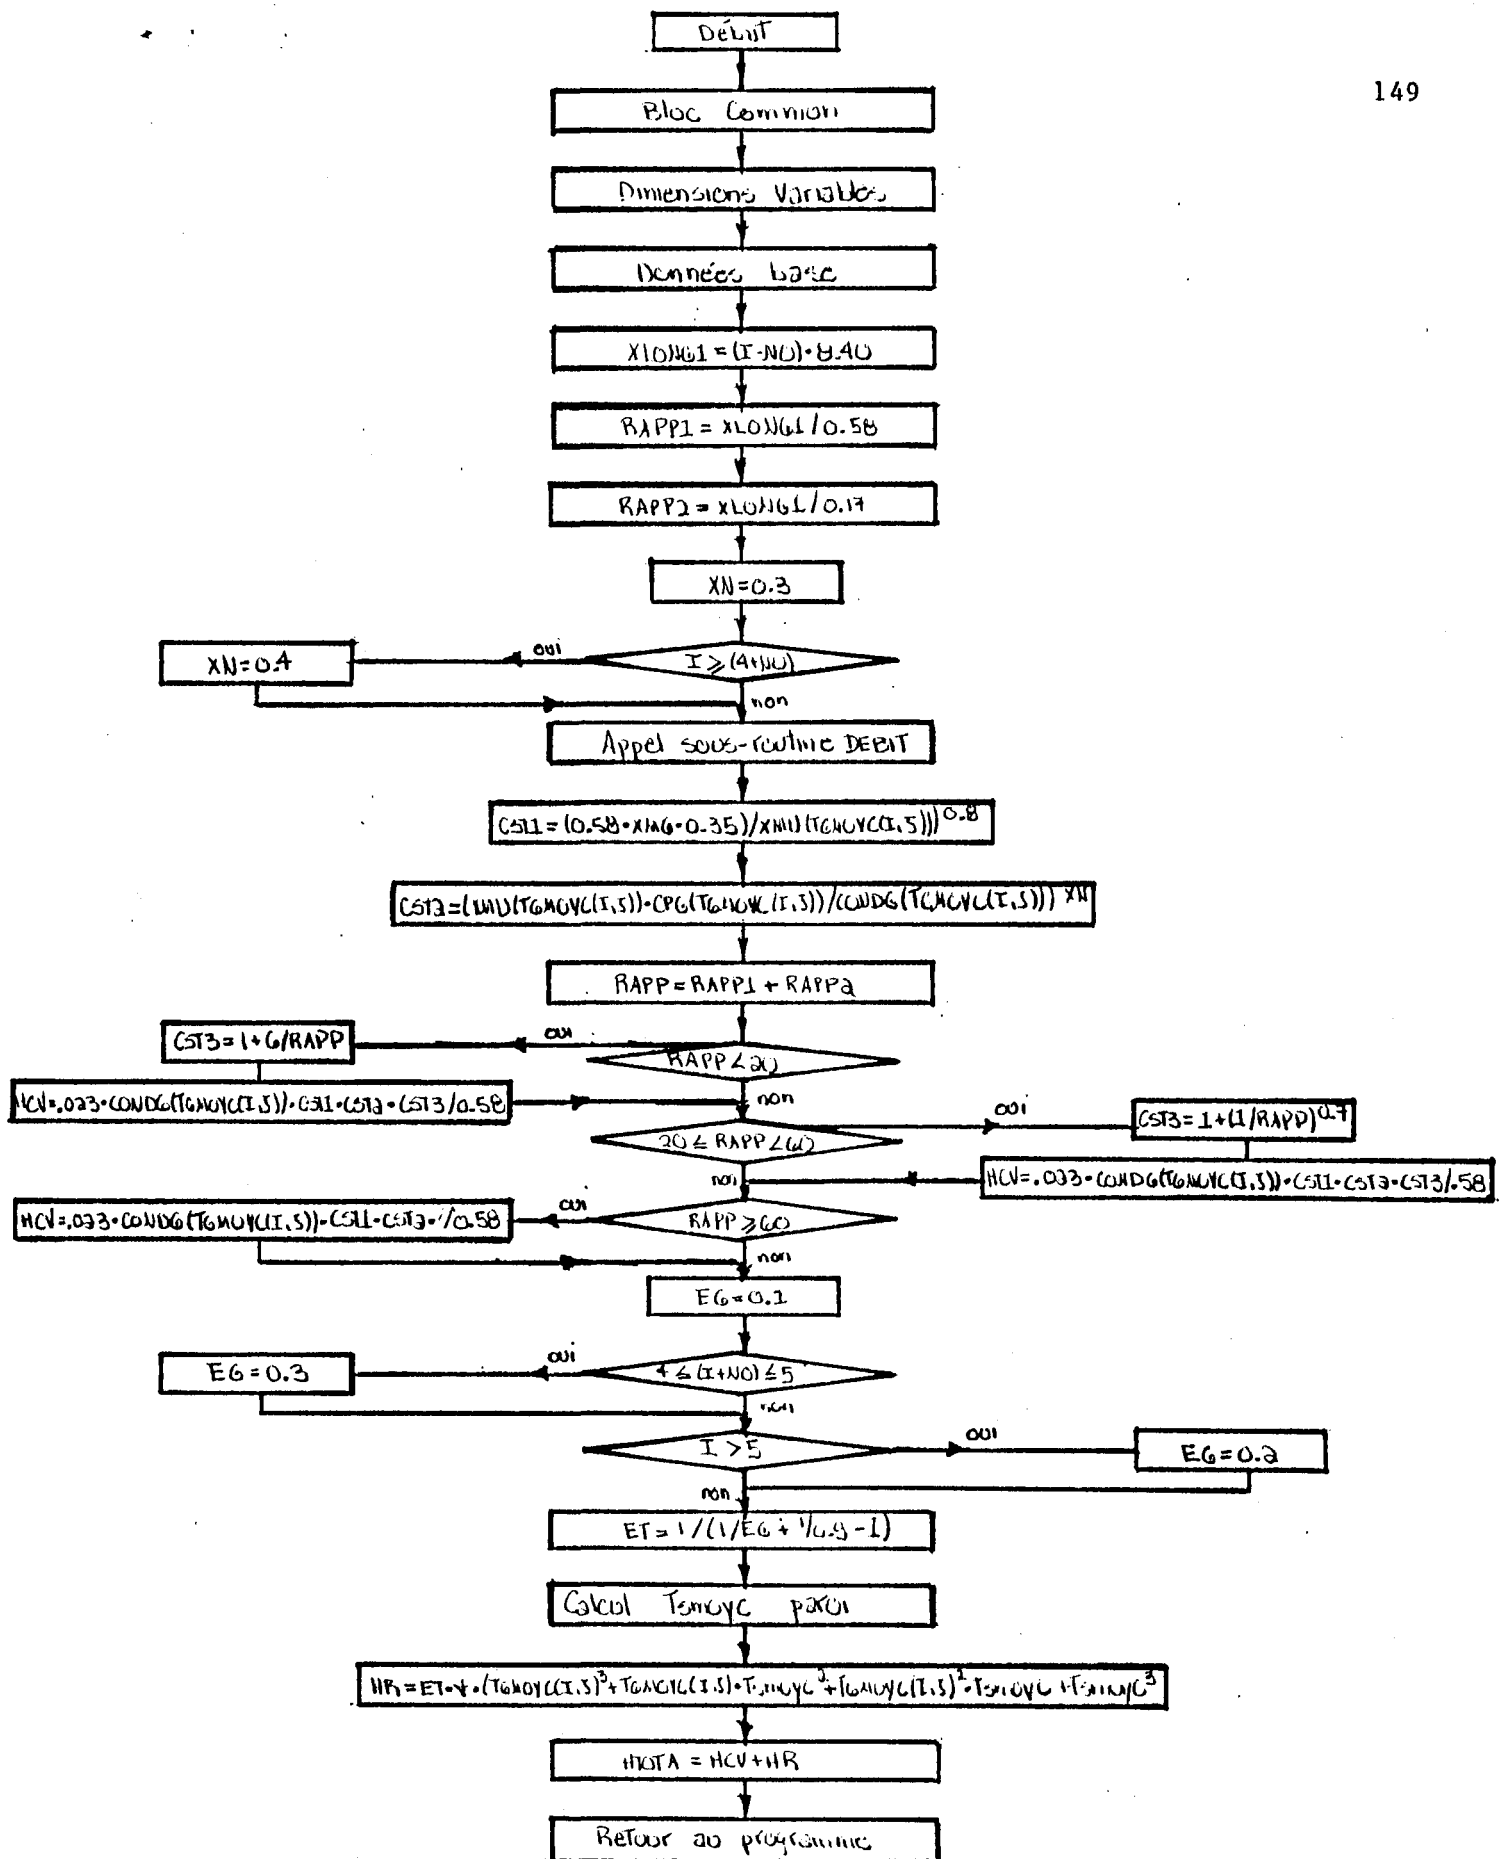 149
Début
Bloc Common
Dimensions Variables
Données base
XLONG1 = (I-NO)·8.40
RAPP1 = XLONG1/0.58
RAPP2 = XLONG1/0.17
XN=0.3
I ≥ (4+NO)
oui
XN=0.4
non
Appel sous-routine DEBIT
CST1 = (0.58·XMG·0.35)/XMU(TGMOYC(I,J)))^0.8
CST2=(XMU(TGMOYC(I,J))·CPG(TGMOYC(I,J))/CONDG(TGMOYC(I,J)))^XN
RAPP=RAPP1 + RAPP2
RAPP < 20
oui
CST3 = 1+6/RAPP
HCV=.023·CONDG(TGMOYC(I,J))·CST1·CST2·CST3/0.58
non
20 ≤ RAPP < 60
oui
CST3 = 1+(1/RAPP)^0.7
HCV=.023·CONDG(TGMOYC(I,J))·CST1·CST2·CST3/.58
non
RAPP ≥ 60
oui
HCV=.023·CONDG(TGMOYC(I,J))·CST1·CST2·/0.58
non
EG=0.1
4 ≤ (I+NO) ≤ 5
oui
EG=0.3
non
I > 5
oui
EG=0.2
non
ET = 1/(1/EG + 1/0.9 - 1)
Calcul Tsmoyc paroi
HR = ET·∇·(TGMOYC(I,J)³+TGMOYC(I,J)·Tsmoyc²+TGMOYC(I,J)²·Tsmoyc+Tsmoyc³
HTOTA = HCV+HR
Retour au programme